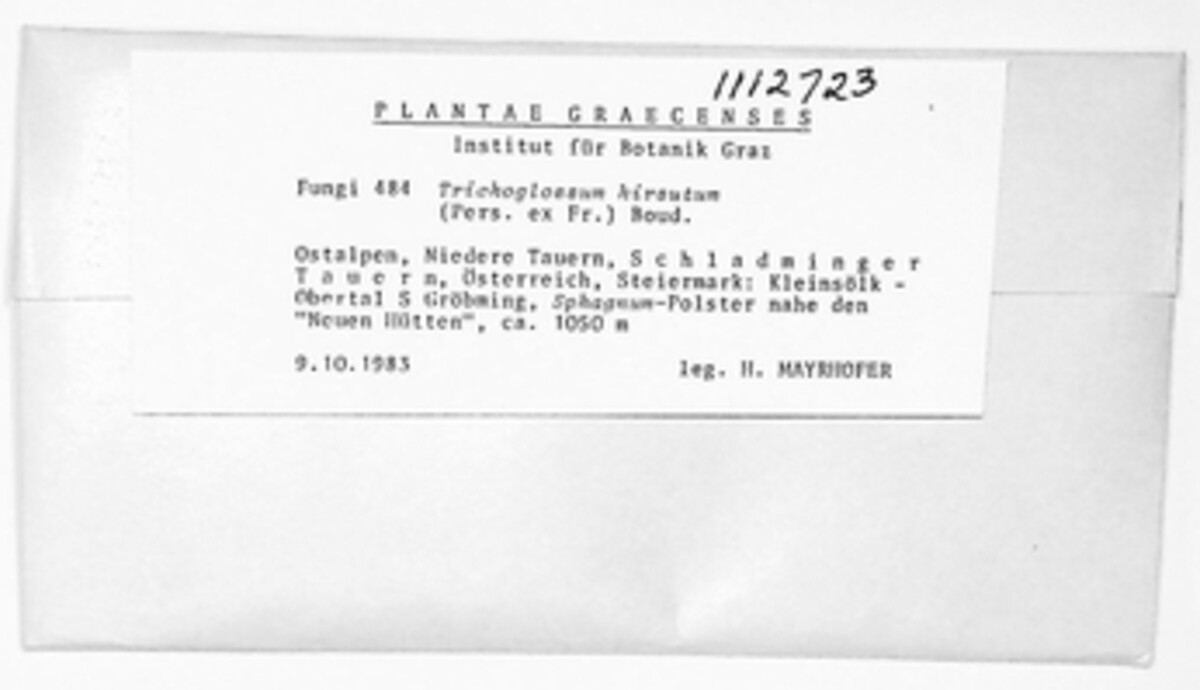 1112723
PLANTAE GRAECENSES
Institut für Botanik Graz
Fungi 484 Trichoglossum hirsutum
(Pers. ex Fr.) Boud.
Ostalpen, Niedere Tauern, Schladminger
Tauern, Österreich, Steiermark: Kleinsölk -
Obertal S Gröbming, Sphagnum-Polster nahe den
"Neuen Hütten", ca. 1050 m
9.10.1983 leg. H. MAYRHOFER